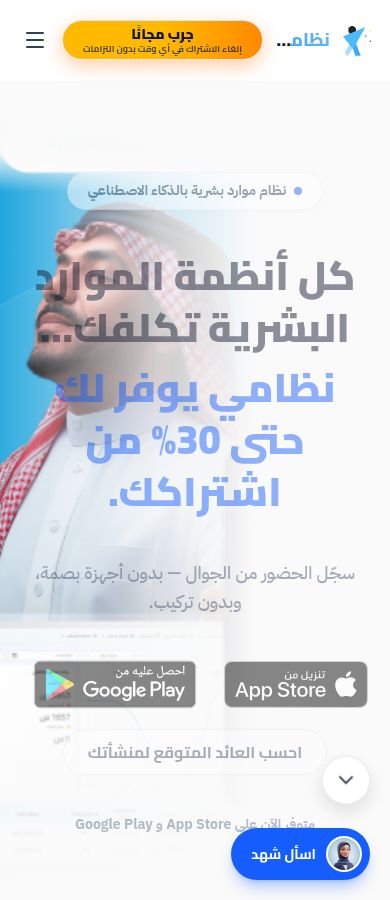 نظامـ...
جرب مجانًا
إلغاء الاشتراك في أي وقت بدون التزامات
نظام موارد بشرية بالذكاء الاصطناعي
كل أنظمة الموارد
البشرية تكلفك...
نظامي يوفر لك
حتى 30% من
اشتراكك.
سجّل الحضور من الجوال — بدون أجهزة بصمة،
وبدون تركيب.
تنزيل من
App Store
احصل عليه من
Google Play
احسب العائد المتوقع لمنشأتك
متوفر الآن على App Store و Google Play
اسأل شهد